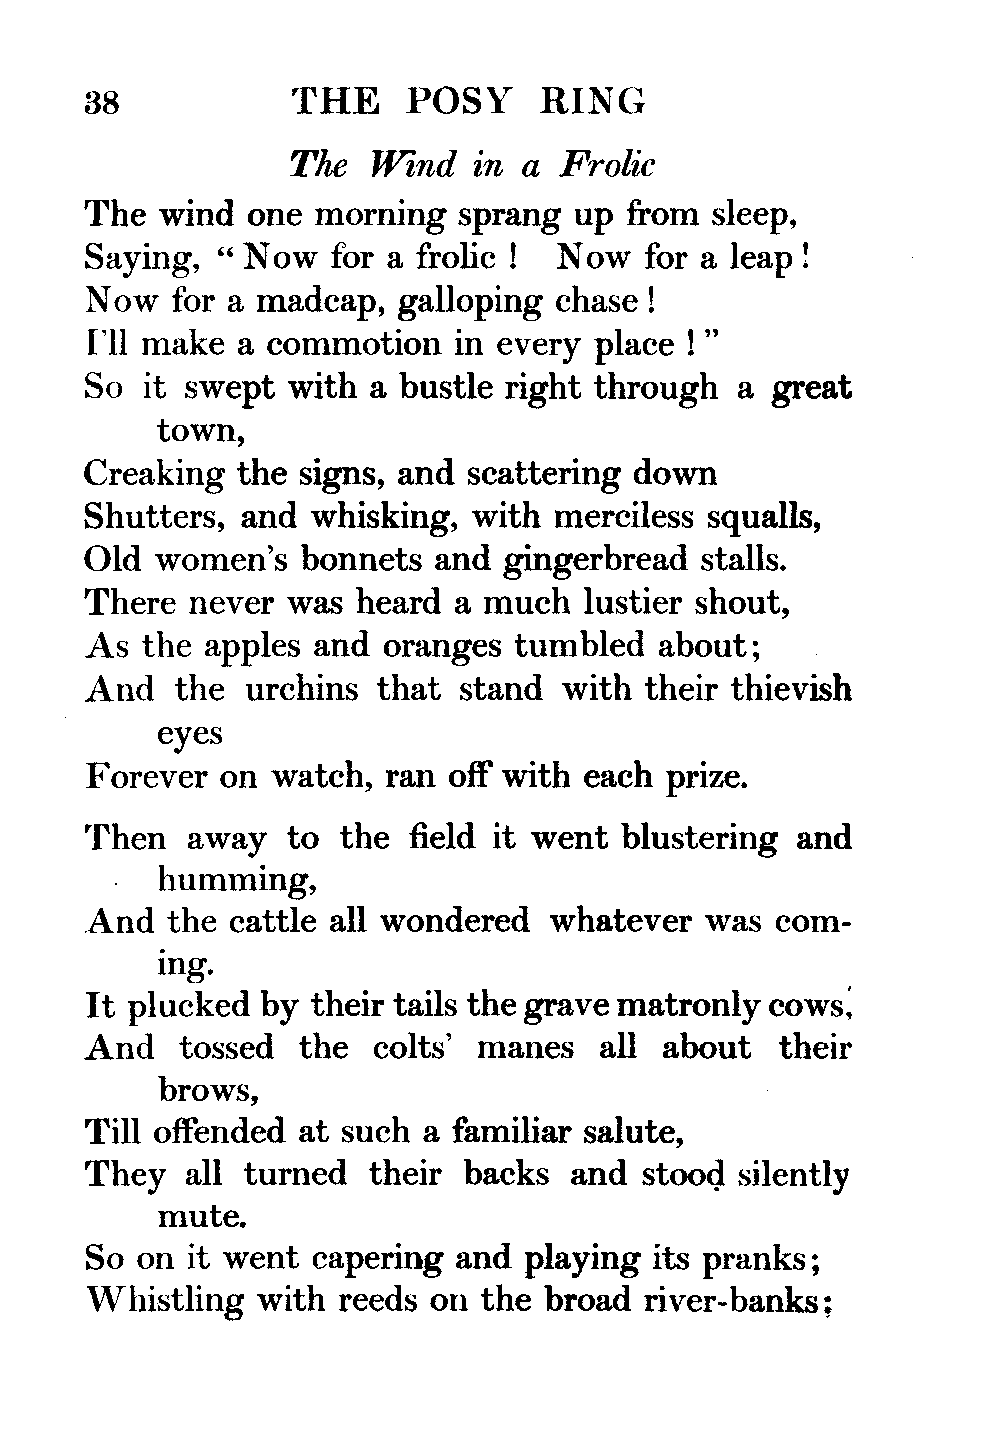 38 THE POSY RING
The Wind in a Frolic
The wind one morning sprang up from sleep,
Saying, “ Now for a frolic ! Now for a leap !
Now for a madcap, galloping chase !
I'll make a commotion in every place ! ”
So it swept with a bustle right through a great
town,
Creaking the signs, and scattering down
Shutters, and whisking, with merciless squalls,
Old women's bonnets and gingerbread stalls.
There never was heard a much lustier shout,
As the apples and oranges tumbled about;
And the urchins that stand with their thievish
eyes
Forever on watch, ran off with each prize.
Then away to the field it went blustering and
humming,
And the cattle all wondered whatever was com-
ing.
It plucked by their tails the grave matronly cows,
And tossed the colts' manes all about their
brows,
Till offended at such a familiar salute,
They all turned their backs and stood silently
mute.
So on it went capering and playing its pranks;
Whistling with reeds on the broad river-banks;